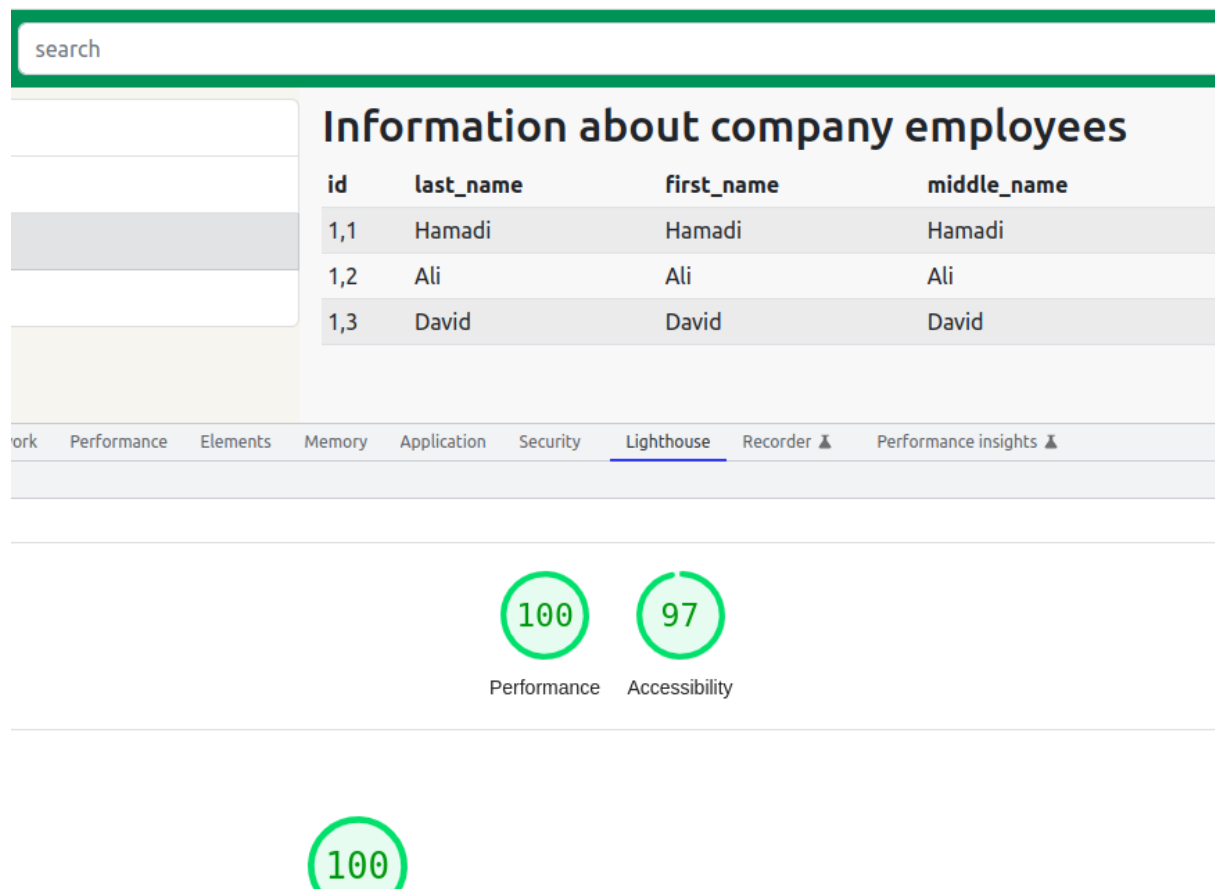 search
Information about company employees
id last_name first_name middle_name
1,1 Hamadi Hamadi Hamadi
1,2 Ali Ali Ali
1,3 David David David
ork Performance Elements Memory Application Security Lighthouse Recorder Performance insights
100 97
Performance Accessibility
100